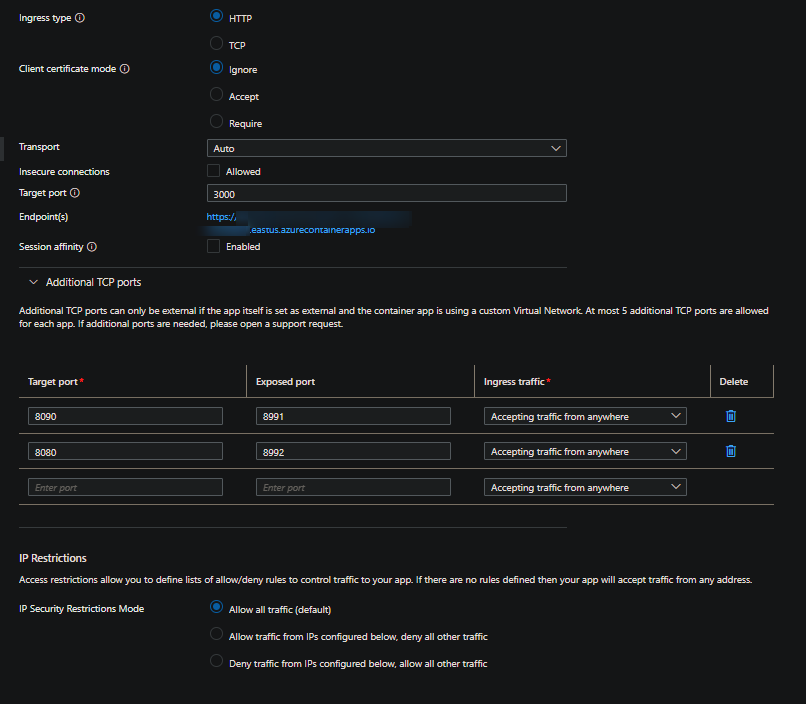 Ingress type
HTTP
TCP
Client certificate mode
Ignore
Accept
Require
Transport
Auto
Insecure connections
Allowed
Target port
3000
Endpoint(s)
https://
.eastus.azurecontainerapps.io
Session affinity
Enabled
Additional TCP ports
Additional TCP ports can only be external if the app itself is set as external and the container app is using a custom Virtual Network. At most 5 additional TCP ports are allowed
for each app. If additional ports are needed, please open a support request.
Target port * Exposed port Ingress traffic * Delete
8090 8991 Accepting traffic from anywhere
8080 8992 Accepting traffic from anywhere
Enter port Enter port Accepting traffic from anywhere
IP Restrictions
Access restrictions allow you to define lists of allow/deny rules to control traffic to your app. If there are no rules defined then your app will accept traffic from any address.
IP Security Restrictions Mode
Allow all traffic (default)
Allow traffic from IPs configured below, deny all other traffic
Deny traffic from IPs configured below, allow all other traffic